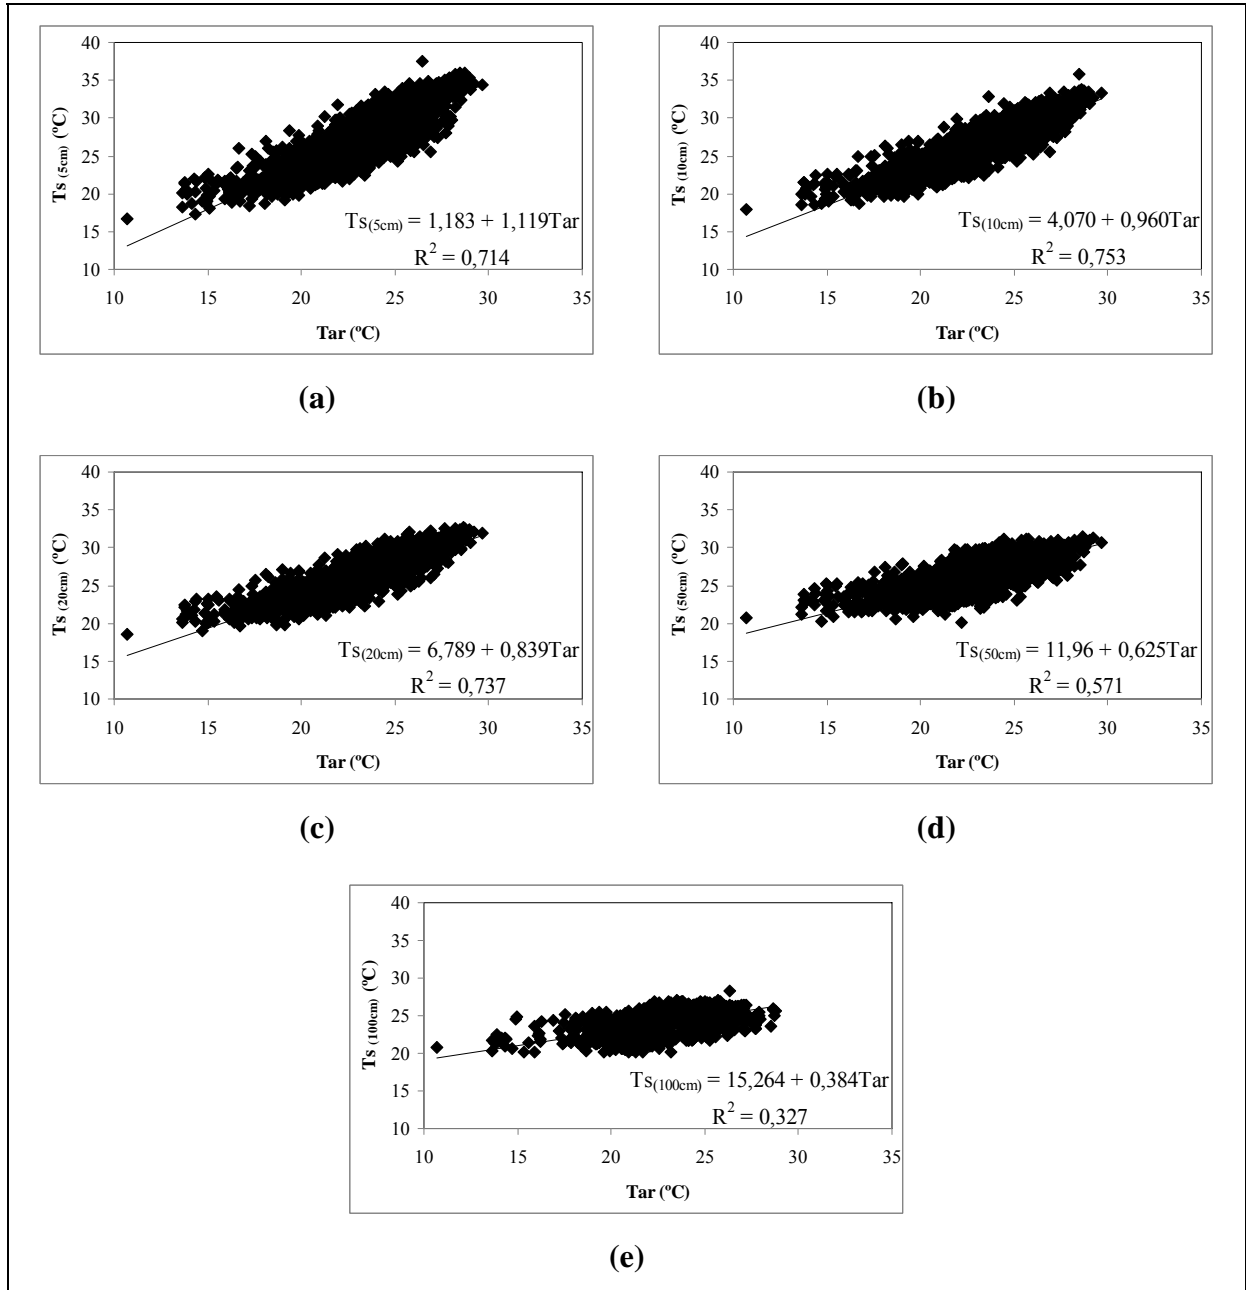 40
35
30
25
20
15
10
Ts (5cm) (ºC)
Ts(5cm) = 1,183 + 1,119Tar
R² = 0,714
10 15 20 25 30 35
Tar (ºC)
(a)
40
35
30
25
20
15
10
Ts (10cm) (ºC)
Ts(10cm) = 4,070 + 0,960Tar
R² = 0,753
10 15 20 25 30 35
Tar (ºC)
(b)
40
35
30
25
20
15
10
Ts (20cm) (ºC)
Ts(20cm) = 6,789 + 0,839Tar
R² = 0,737
10 15 20 25 30 35
Tar (ºC)
(c)
40
35
30
25
20
15
10
Ts (50cm) (ºC)
Ts(50cm) = 11,96 + 0,625Tar
R² = 0,571
10 15 20 25 30 35
Tar (ºC)
(d)
40
35
30
25
20
15
10
Ts (100cm) (ºC)
Ts(100cm) = 15,264 + 0,384Tar
R² = 0,327
10 15 20 25 30 35
Tar (ºC)
(e)